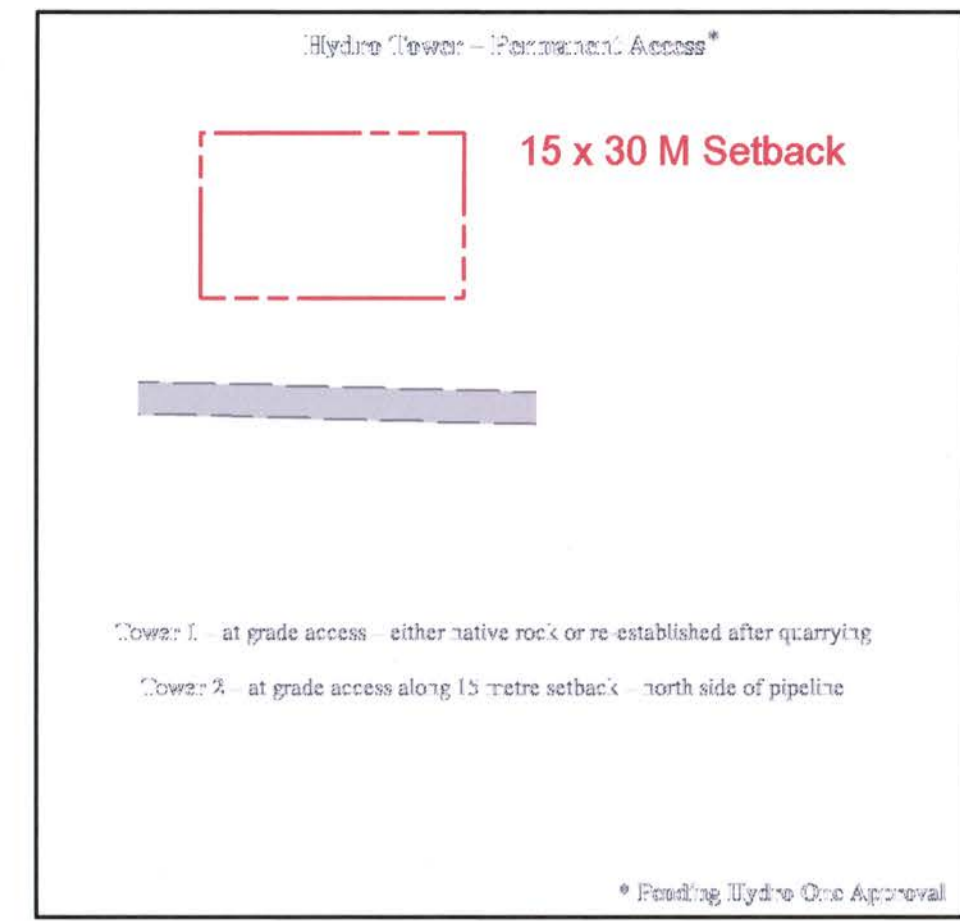 Hydro Tower – Permanent Access*
15 x 30 M Setback
Tower 1 – at grade access – either native rock or re-established after quarrying
Tower 2 – at grade access along 15 metre setback – north side of pipeline
* Pending Hydro One Approval